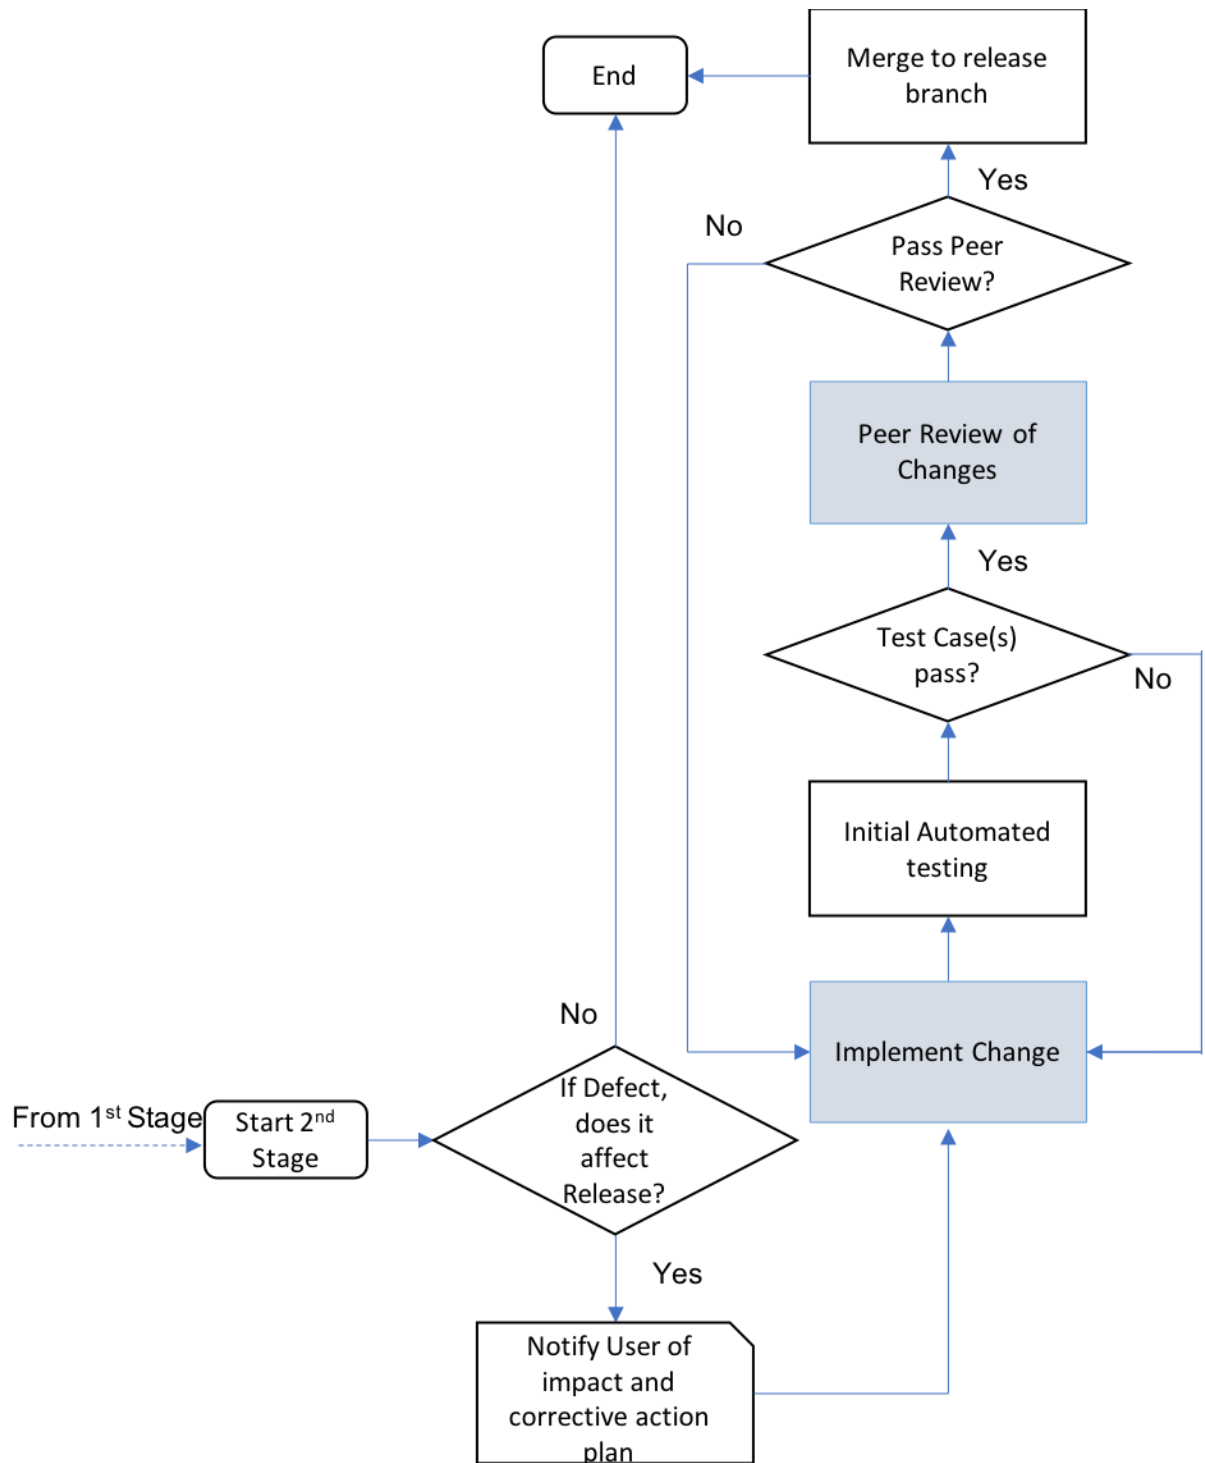 End
Merge to release
branch
Yes
No
Pass Peer
Review?
Peer Review of
Changes
Yes
Test Case(s)
pass?
No
Initial Automated
testing
Implement Change
No
From 1st Stage
Start 2nd
Stage
If Defect,
does it
affect
Release?
Yes
Notify User of
impact and
corrective action
plan